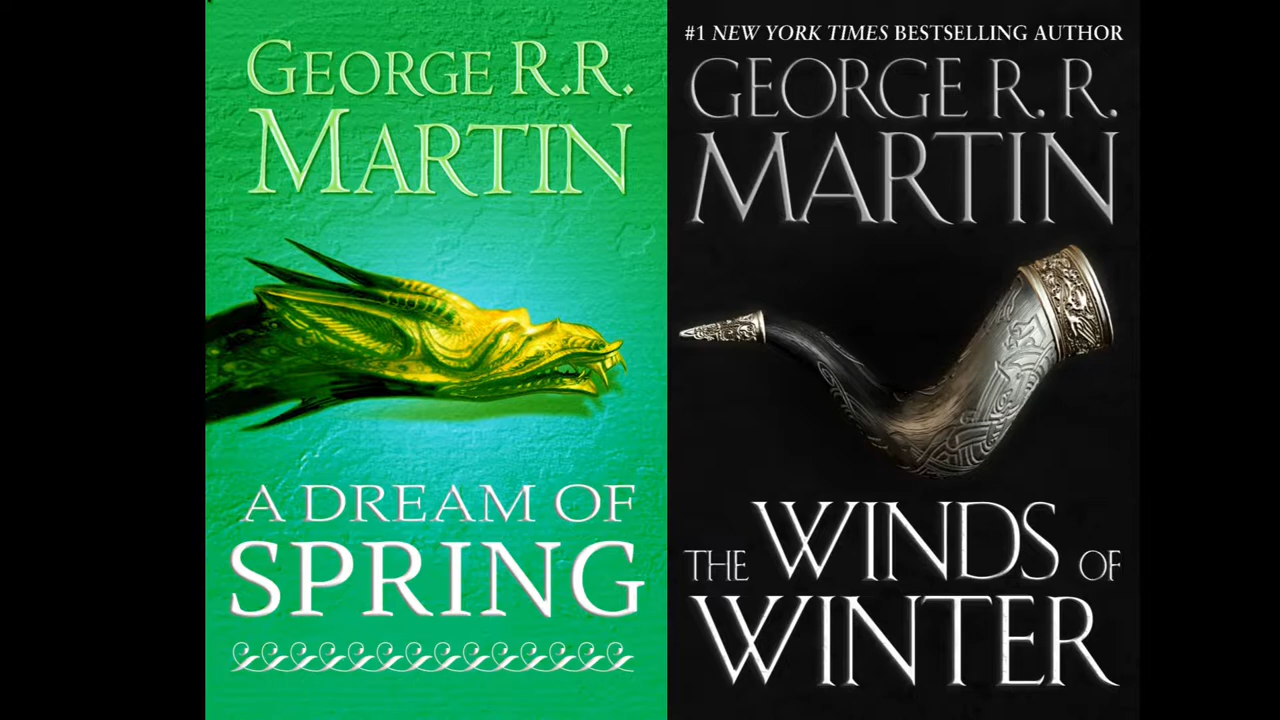 GEORGE R.R.
MARTIN
A DREAM OF
SPRING
#1 NEW YORK TIMES BESTSELLING AUTHOR
GEORGE R. R.
MARTIN
THE WINDS OF
WINTER